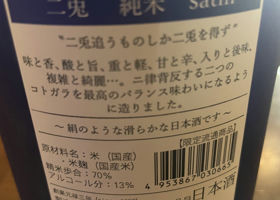 二兎 純米 satin
"二兎追うものしか二兎を得ず"
味と香、酸と旨、重と軽、甘と辛、入りと後味、
複雑と綺麗…。二律背反する二つの
コトガラを最高のバランス味わいになるよう
に造りました。
～絹のような滑らかな日本酒です～
【限定流通商品】
原材料名：米（国産）
・米麹（国産米）
精米歩合：70％
アルコール分：13％
4953867030665
日本酒